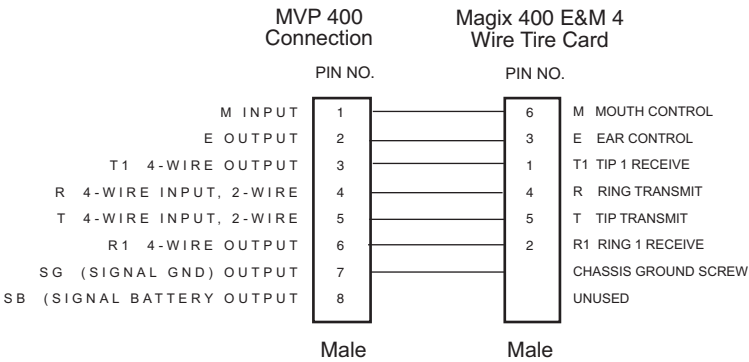 MVP 400 Connection
Magix 400 E&M 4 Wire Tire Card
PIN NO. PIN NO.
M INPUT 1 6 M MOUTH CONTROL
E OUTPUT 2 3 E EAR CONTROL
T1 4-WIRE OUTPUT 3 1 T1 TIP 1 RECEIVE
R 4-WIRE INPUT, 2-WIRE 4 4 R RING TRANSMIT
T 4-WIRE INPUT, 2-WIRE 5 5 T TIP TRANSMIT
R1 4-WIRE OUTPUT 6 2 R1 RING 1 RECEIVE
SG (SIGNAL GND) OUTPUT 7 CHASSIS GROUND SCREW
SB (SIGNAL BATTERY OUTPUT 8 UNUSED
Male Male